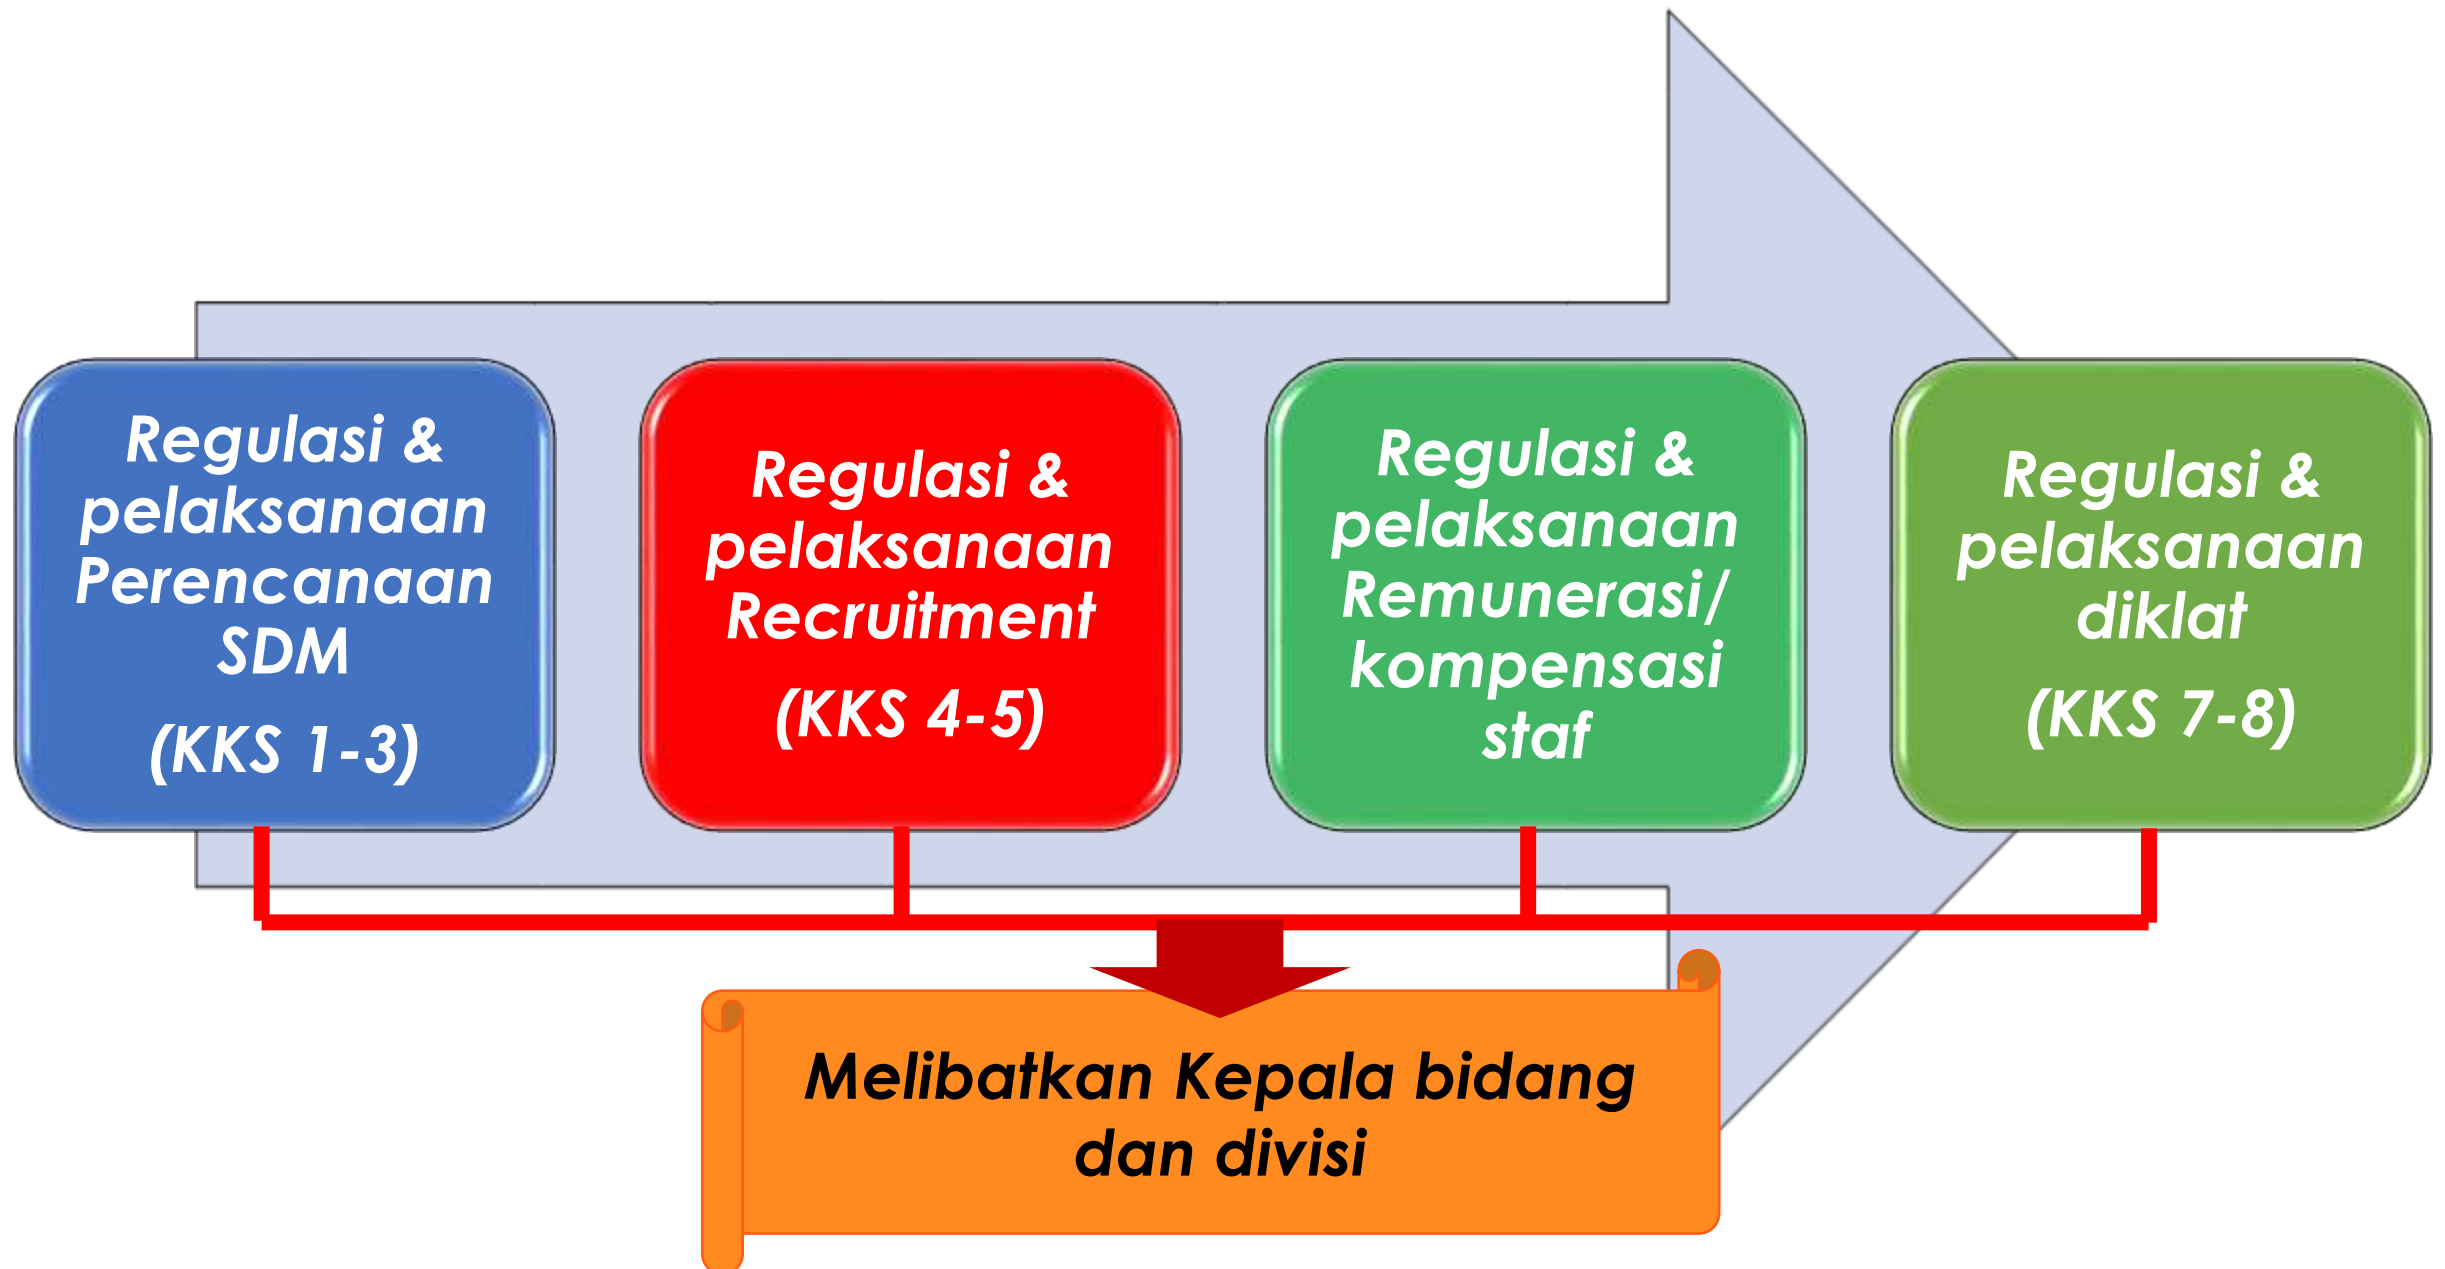 Regulasi &
pelaksanaan
Perencanaan
SDM
(KKS 1-3)
Regulasi &
pelaksanaan
Recruitment
(KKS 4-5)
Regulasi &
pelaksanaan
Remunerasi/
kompensasi
staf
Regulasi &
pelaksanaan
diklat
(KKS 7-8)
Melibatkan Kepala bidang
dan divisi